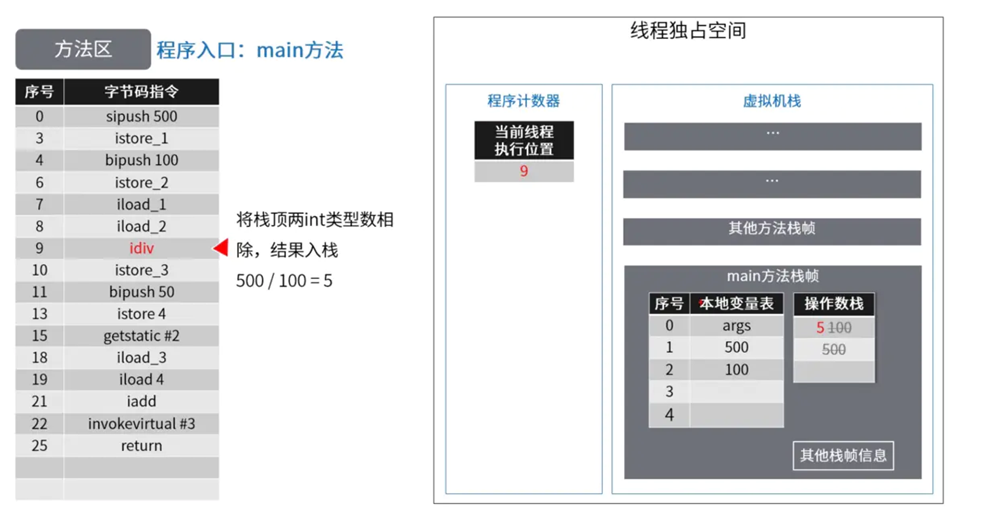 方法区
程序入口：main方法
序号 字节码指令
0 sipush 500
3 istore_1
4 bipush 100
6 istore_2
7 iload_1
8 iload_2
9 idiv
10 istore_3
11 bipush 50
13 istore 4
15 getstatic #2
18 iload_3
19 iload 4
21 iadd
22 invokevirtual #3
25 return
将栈顶两int类型数相
除，结果入栈
500 / 100 = 5
线程独占空间
程序计数器
当前线程
执行位置
9
虚拟机栈
...
...
其他方法栈帧
main方法栈帧
序号 本地变量表
0 args
1 500
2 100
3
4
操作数栈
5 100
500
其他栈帧信息